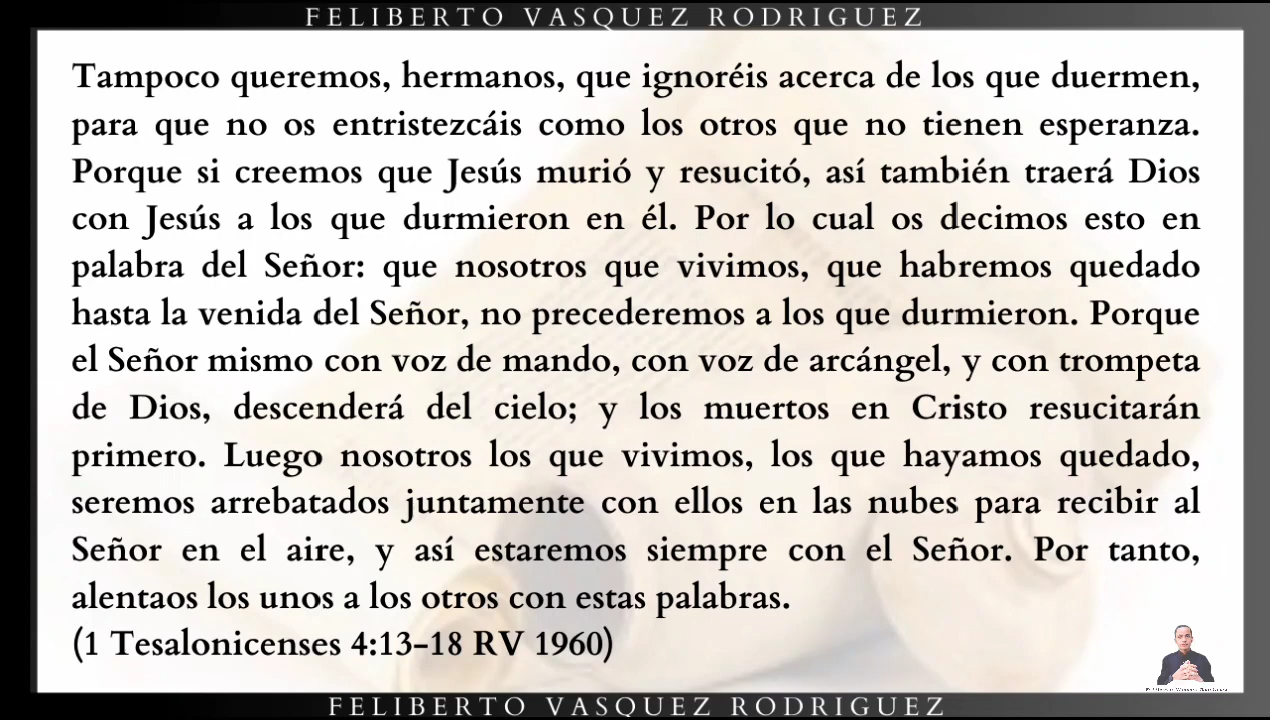 FELIBERTO VASQUEZ RODRIGUEZ
Tampoco queremos, hermanos, que ignoréis acerca de los que duermen,
para que no os entristezcáis como los otros que no tienen esperanza.
Porque si creemos que Jesús murió y resucitó, así también traerá Dios
con Jesús a los que durmieron en él. Por lo cual os decimos esto en
palabra del Señor: que nosotros que vivimos, que habremos quedado
hasta la venida del Señor, no precederemos a los que durmieron. Porque
el Señor mismo con voz de mando, con voz de arcángel, y con trompeta
de Dios, descenderá del cielo; y los muertos en Cristo resucitarán
primero. Luego nosotros los que vivimos, los que hayamos quedado,
seremos arrebatados juntamente con ellos en las nubes para recibir al
Señor en el aire, y así estaremos siempre con el Señor. Por tanto,
alentaos los unos a los otros con estas palabras.
(1 Tesalonicenses 4:13-18 RV 1960)
FELIBERTO VASQUEZ RODRIGUEZ